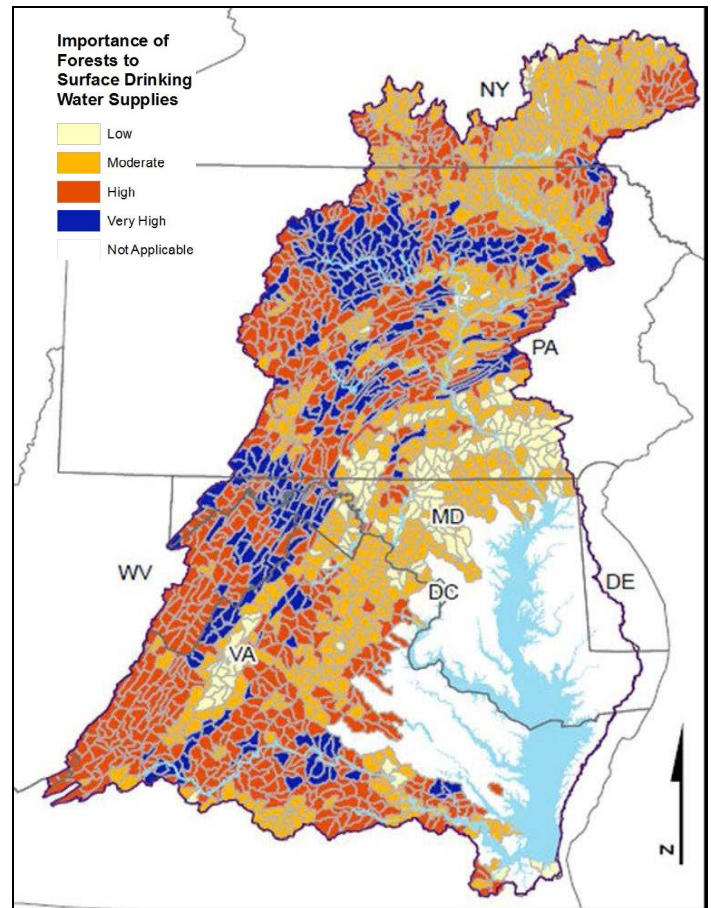 Importance of
Forests to
Surface Drinking
Water Supplies
Low
Moderate
High
Very High
Not Applicable
NY
PA
MD
WV
DC
DE
VA
N